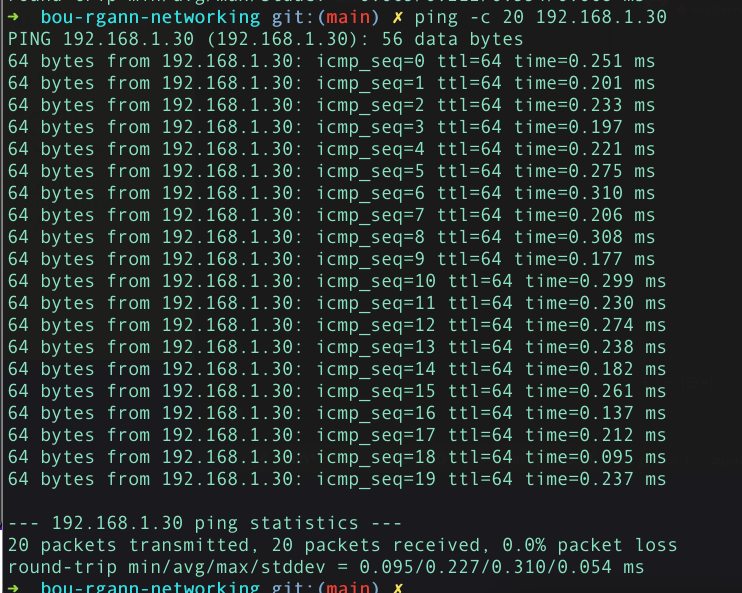 ➜  bou-rgann-networking git:(main) ✗ ping -c 20 192.168.1.30
PING 192.168.1.30 (192.168.1.30): 56 data bytes
64 bytes from 192.168.1.30: icmp_seq=0 ttl=64 time=0.251 ms
64 bytes from 192.168.1.30: icmp_seq=1 ttl=64 time=0.201 ms
64 bytes from 192.168.1.30: icmp_seq=2 ttl=64 time=0.233 ms
64 bytes from 192.168.1.30: icmp_seq=3 ttl=64 time=0.197 ms
64 bytes from 192.168.1.30: icmp_seq=4 ttl=64 time=0.221 ms
64 bytes from 192.168.1.30: icmp_seq=5 ttl=64 time=0.275 ms
64 bytes from 192.168.1.30: icmp_seq=6 ttl=64 time=0.310 ms
64 bytes from 192.168.1.30: icmp_seq=7 ttl=64 time=0.206 ms
64 bytes from 192.168.1.30: icmp_seq=8 ttl=64 time=0.308 ms
64 bytes from 192.168.1.30: icmp_seq=9 ttl=64 time=0.177 ms
64 bytes from 192.168.1.30: icmp_seq=10 ttl=64 time=0.299 ms
64 bytes from 192.168.1.30: icmp_seq=11 ttl=64 time=0.230 ms
64 bytes from 192.168.1.30: icmp_seq=12 ttl=64 time=0.274 ms
64 bytes from 192.168.1.30: icmp_seq=13 ttl=64 time=0.238 ms
64 bytes from 192.168.1.30: icmp_seq=14 ttl=64 time=0.182 ms
64 bytes from 192.168.1.30: icmp_seq=15 ttl=64 time=0.261 ms
64 bytes from 192.168.1.30: icmp_seq=16 ttl=64 time=0.137 ms
64 bytes from 192.168.1.30: icmp_seq=17 ttl=64 time=0.212 ms
64 bytes from 192.168.1.30: icmp_seq=18 ttl=64 time=0.095 ms
64 bytes from 192.168.1.30: icmp_seq=19 ttl=64 time=0.237 ms

--- 192.168.1.30 ping statistics ---
20 packets transmitted, 20 packets received, 0.0% packet loss
round-trip min/avg/max/stddev = 0.095/0.227/0.310/0.054 ms
➜  bou-rgann-networking git:(main) ✗